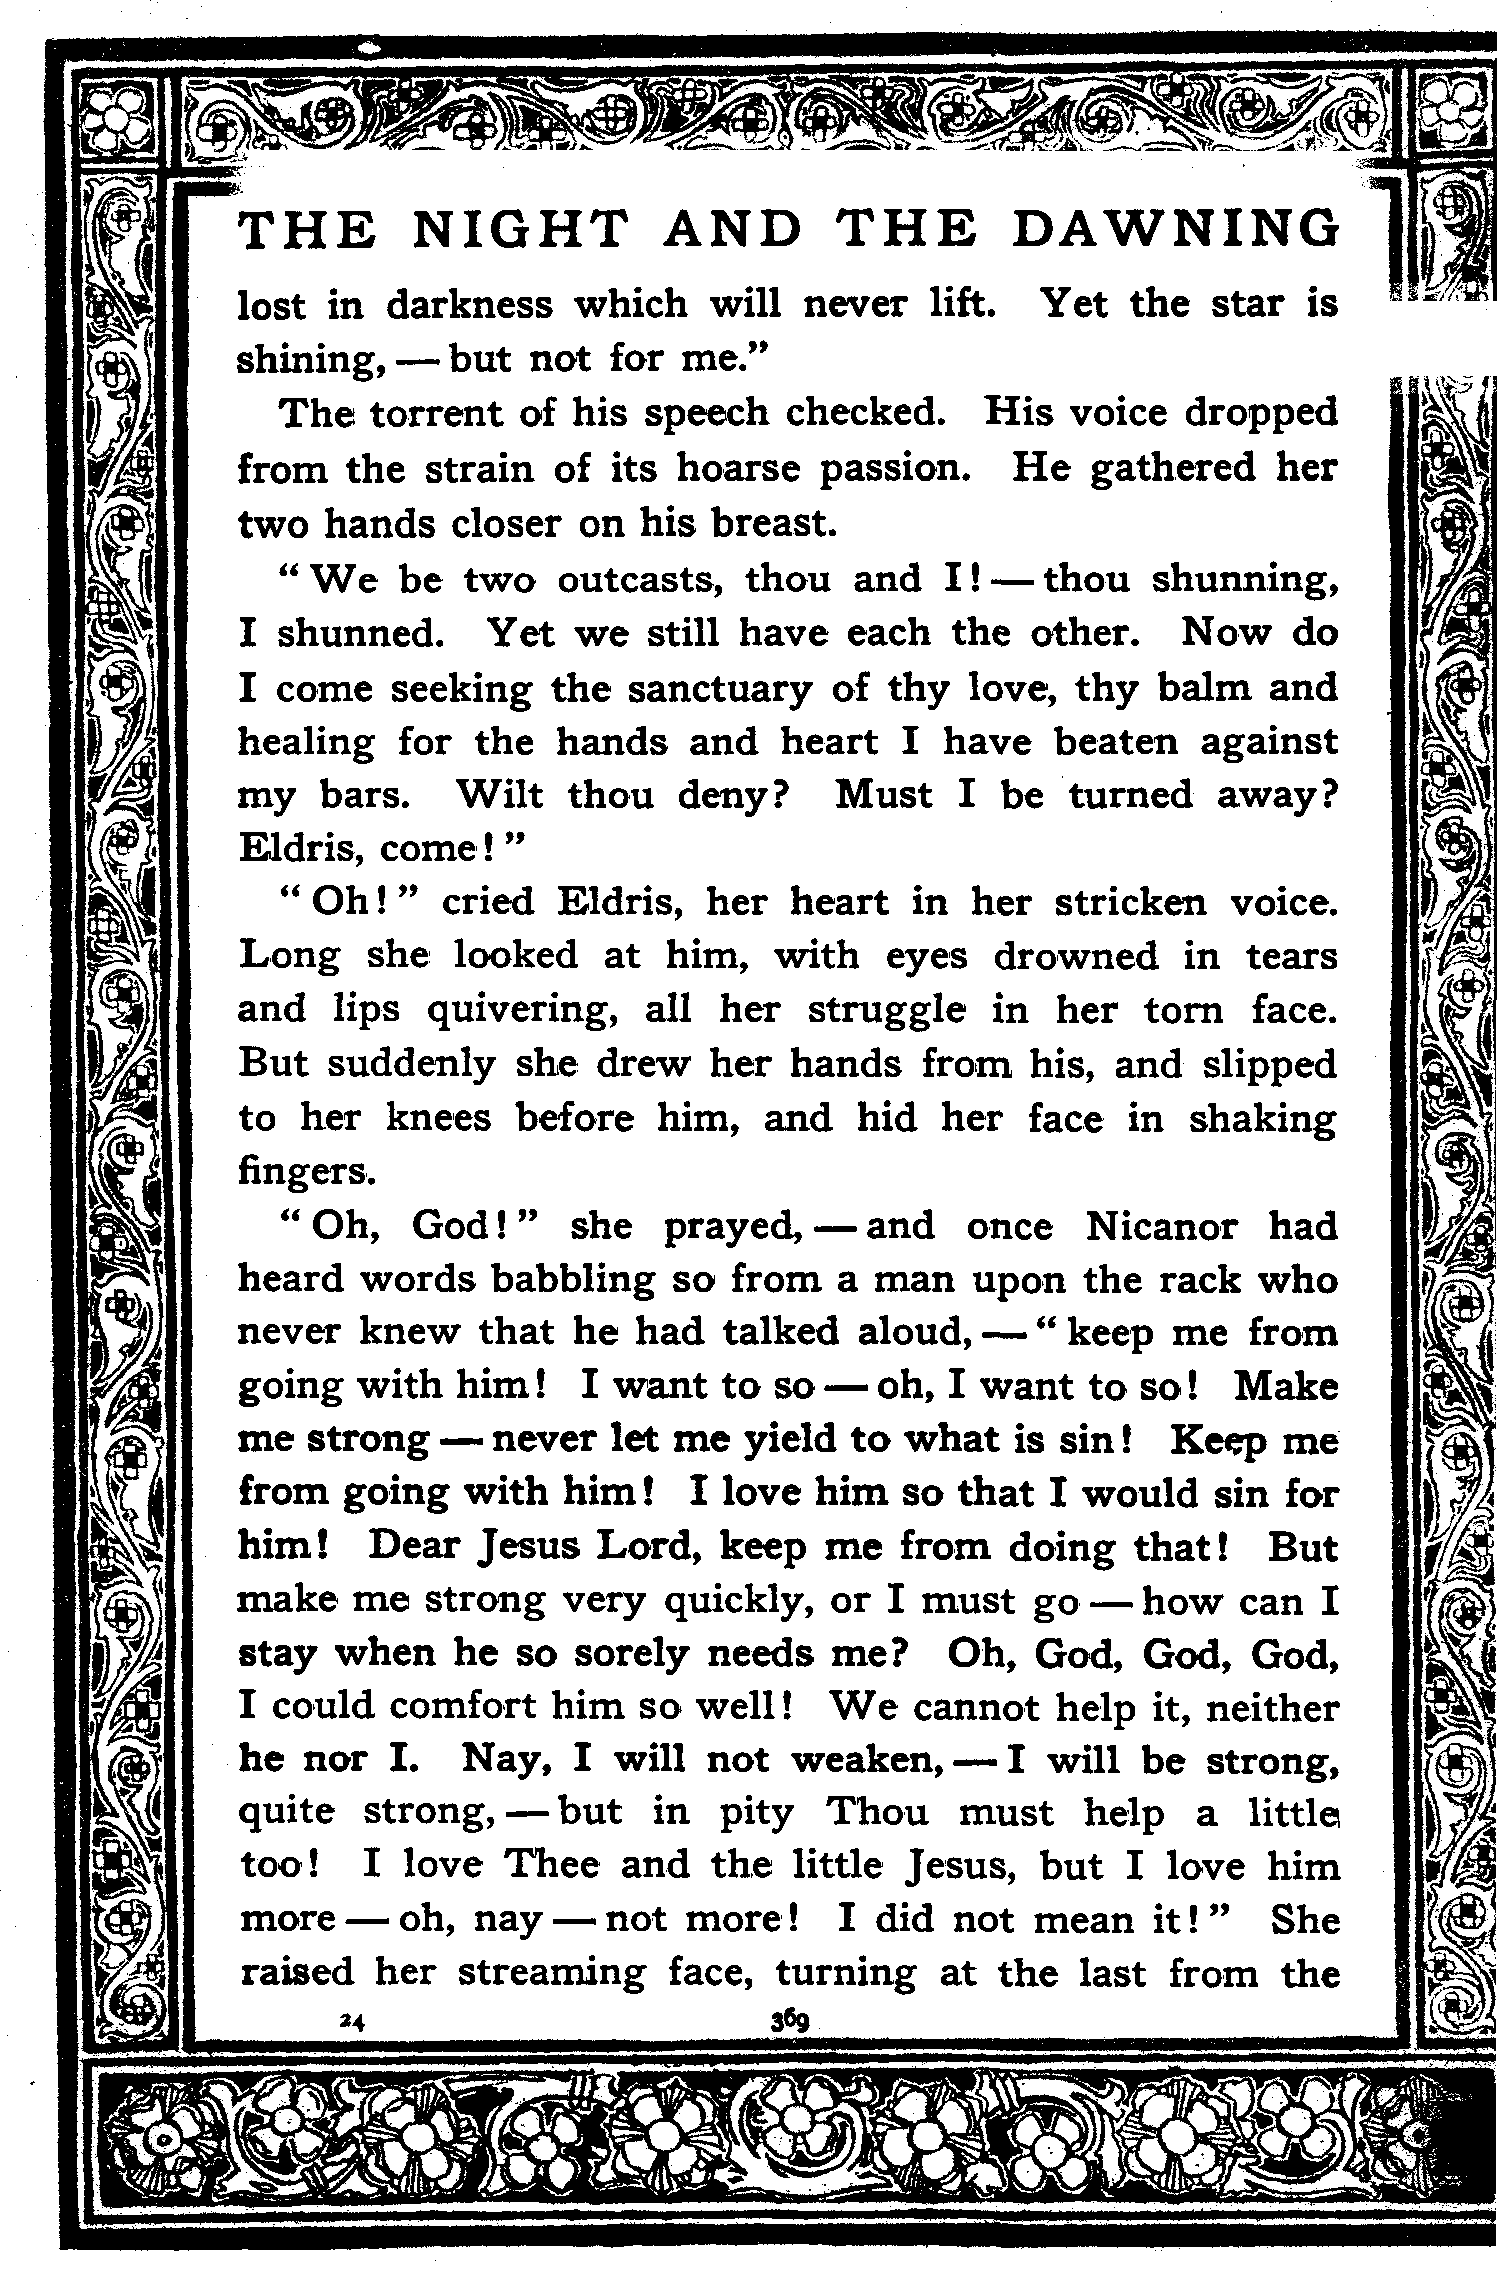 THE NIGHT AND THE DAWNING
lost in darkness which will never lift. Yet the star is
shining, — but not for me.”
The torrent of his speech checked. His voice dropped
from the strain of its hoarse passion. He gathered her
two hands closer on his breast.
“ We be two outcasts, thou and I! — thou shunning,
I shunned. Yet we still have each the other. Now do
I come seeking the sanctuary of thy love, thy balm and
healing for the hands and heart I have beaten against
my bars. Wilt thou deny? Must I be turned away?
Eldris, come! ”
“ Oh! ” cried Eldris, her heart in her stricken voice.
Long she looked at him, with eyes drowned in tears
and lips quivering, all her struggle in her torn face.
But suddenly she drew her hands from his, and slipped
to her knees before him, and hid her face in shaking
fingers.
“ Oh, God! ” she prayed, — and once Nicanor had
heard words babbling so from a man upon the rack who
never knew that he had talked aloud, — “ keep me from
going with him! I want to so — oh, I want to so! Make
me strong — never let me yield to what is sin! Keep me
from going with him! I love him so that I would sin for
him! Dear Jesus Lord, keep me from doing that! But
make me strong very quickly, or I must go — how can I
stay when he so sorely needs me? Oh, God, God, God,
I could comfort him so well! We cannot help it, neither
he nor I. Nay, I will not weaken, — I will be strong,
quite strong, — but in pity Thou must help a little
too! I love Thee and the little Jesus, but I love him
more — oh, nay — not more! I did not mean it! ” She
raised her streaming face, turning at the last from the
24 369